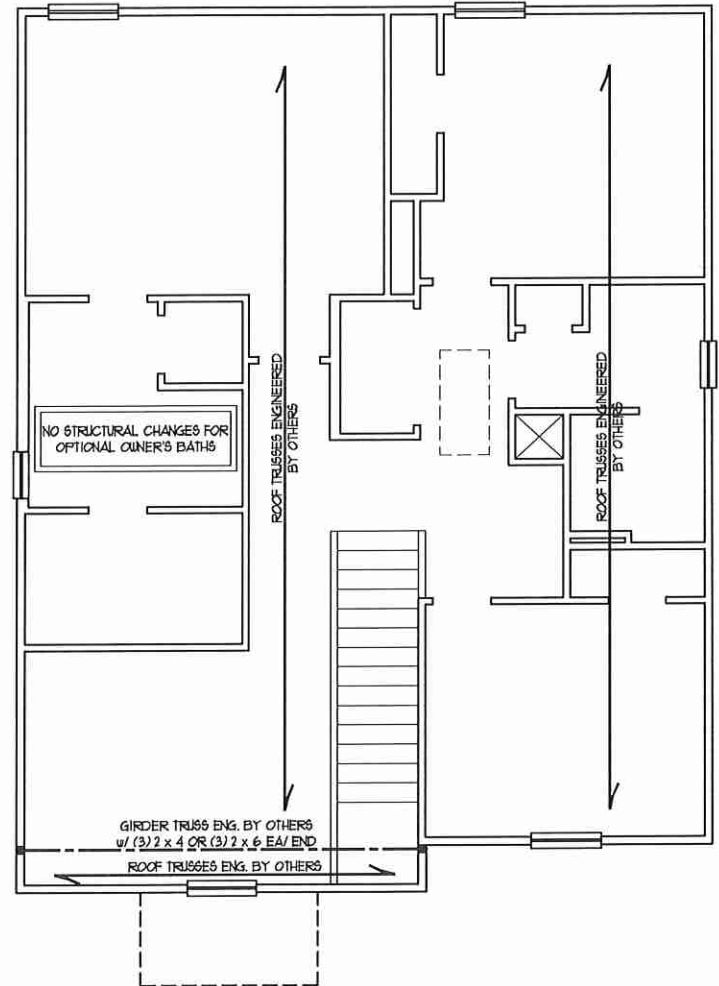 NO STRUCTURAL CHANGES FOR
OPTIONAL OWNER'S BATHS
ROOF TRUSSES ENGINEERED
BY OTHERS
ROOF TRUSSES ENGINEERED
BY OTHERS
GIRDER TRUSS ENG. BY OTHERS
w/ (3) 2 x 4 OR (3) 2 x 6 EA/ END
ROOF TRUSSES ENG. BY OTHERS